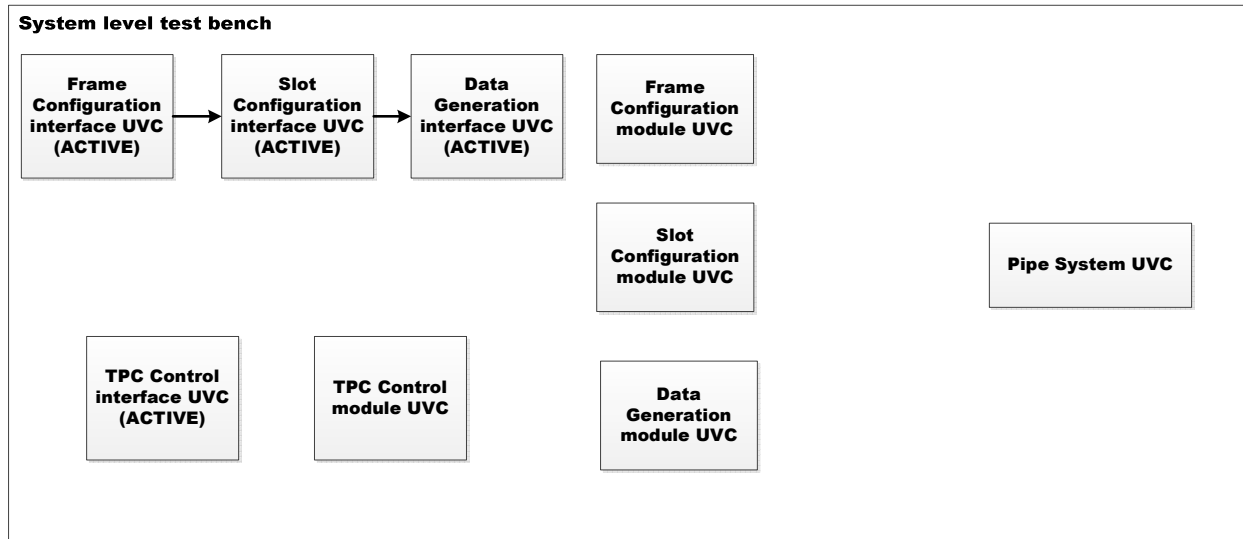 System level test bench
Frame
Configuration
interface UVC
(ACTIVE)
Slot
Configuration
interface UVC
(ACTIVE)
Data
Generation
interface UVC
(ACTIVE)
Frame
Configuration
module UVC
Slot
Configuration
module UVC
Pipe System UVC
TPC Control
interface UVC
(ACTIVE)
TPC Control
module UVC
Data
Generation
module UVC